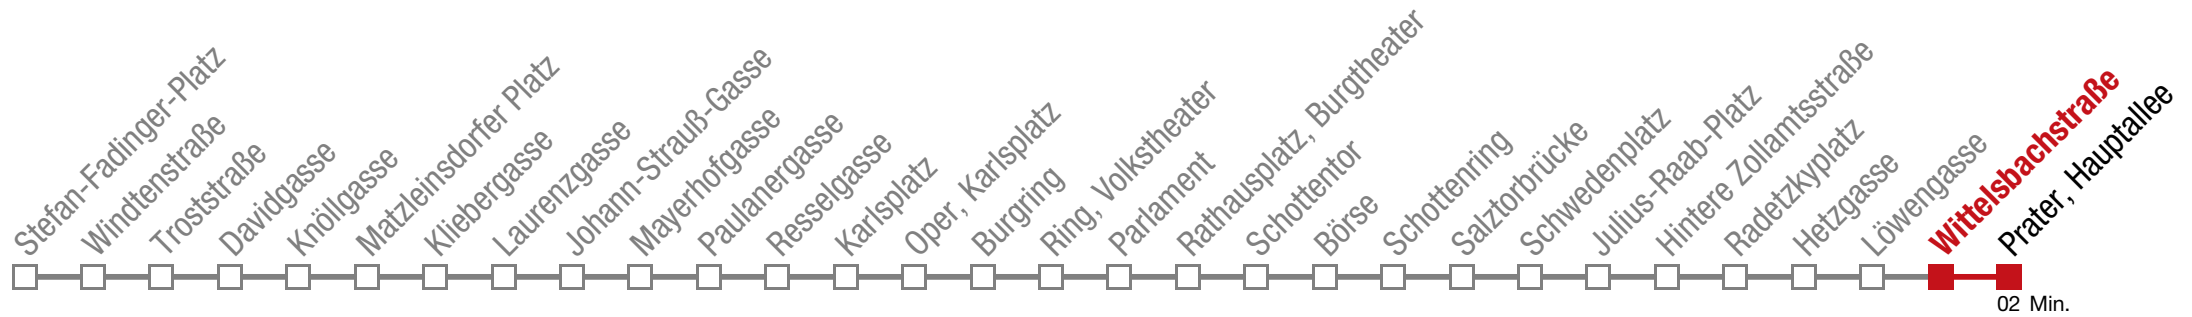 Stefan-Fadinger-Platz
Windtenstraße
Troststraße
Davidgasse
Knöllgasse
Matzleinsdorfer Platz
Kliebergasse
Laurenzgasse
Johann-Strauß-Gasse
Mayerhofgasse
Paulanergasse
Resselgasse
Karlsplatz
Oper, Karlsplatz
Burgring
Ring, Volkstheater
Parlament
Rathausplatz, Burgtheater
Schottentor
Börse
Schottenring
Salztorbrücke
Schwedenplatz
Julius-Raab-Platz
Hintere Zollamtsstraße
Radetzkyplatz
Hetzgasse
Löwengasse
Wittelsbachstraße
Prater, Hauptallee
02 Min.